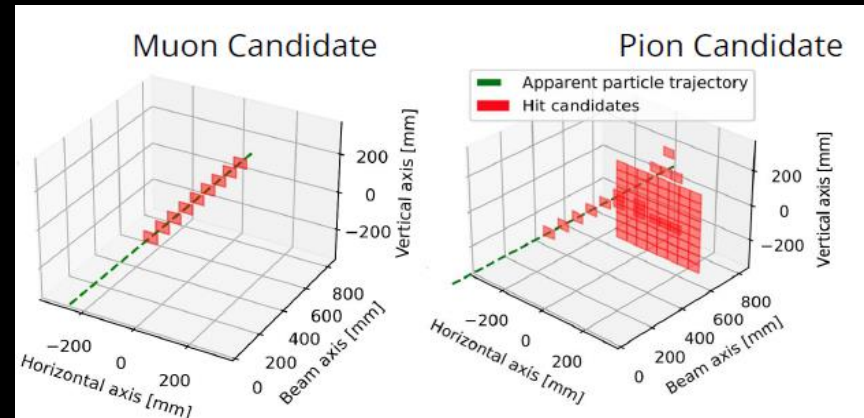 Muon Candidate
Pion Candidate
Apparent particle trajectory
Hit candidates
200
0
−200
Vertical axis [mm]
−200
0
200
Horizontal axis [mm]
0
200
400
600
800
Beam axis [mm]
200
0
−200
Vertical axis [mm]
−200
0
200
Horizontal axis [mm]
0
200
400
600
800
Beam axis [mm]